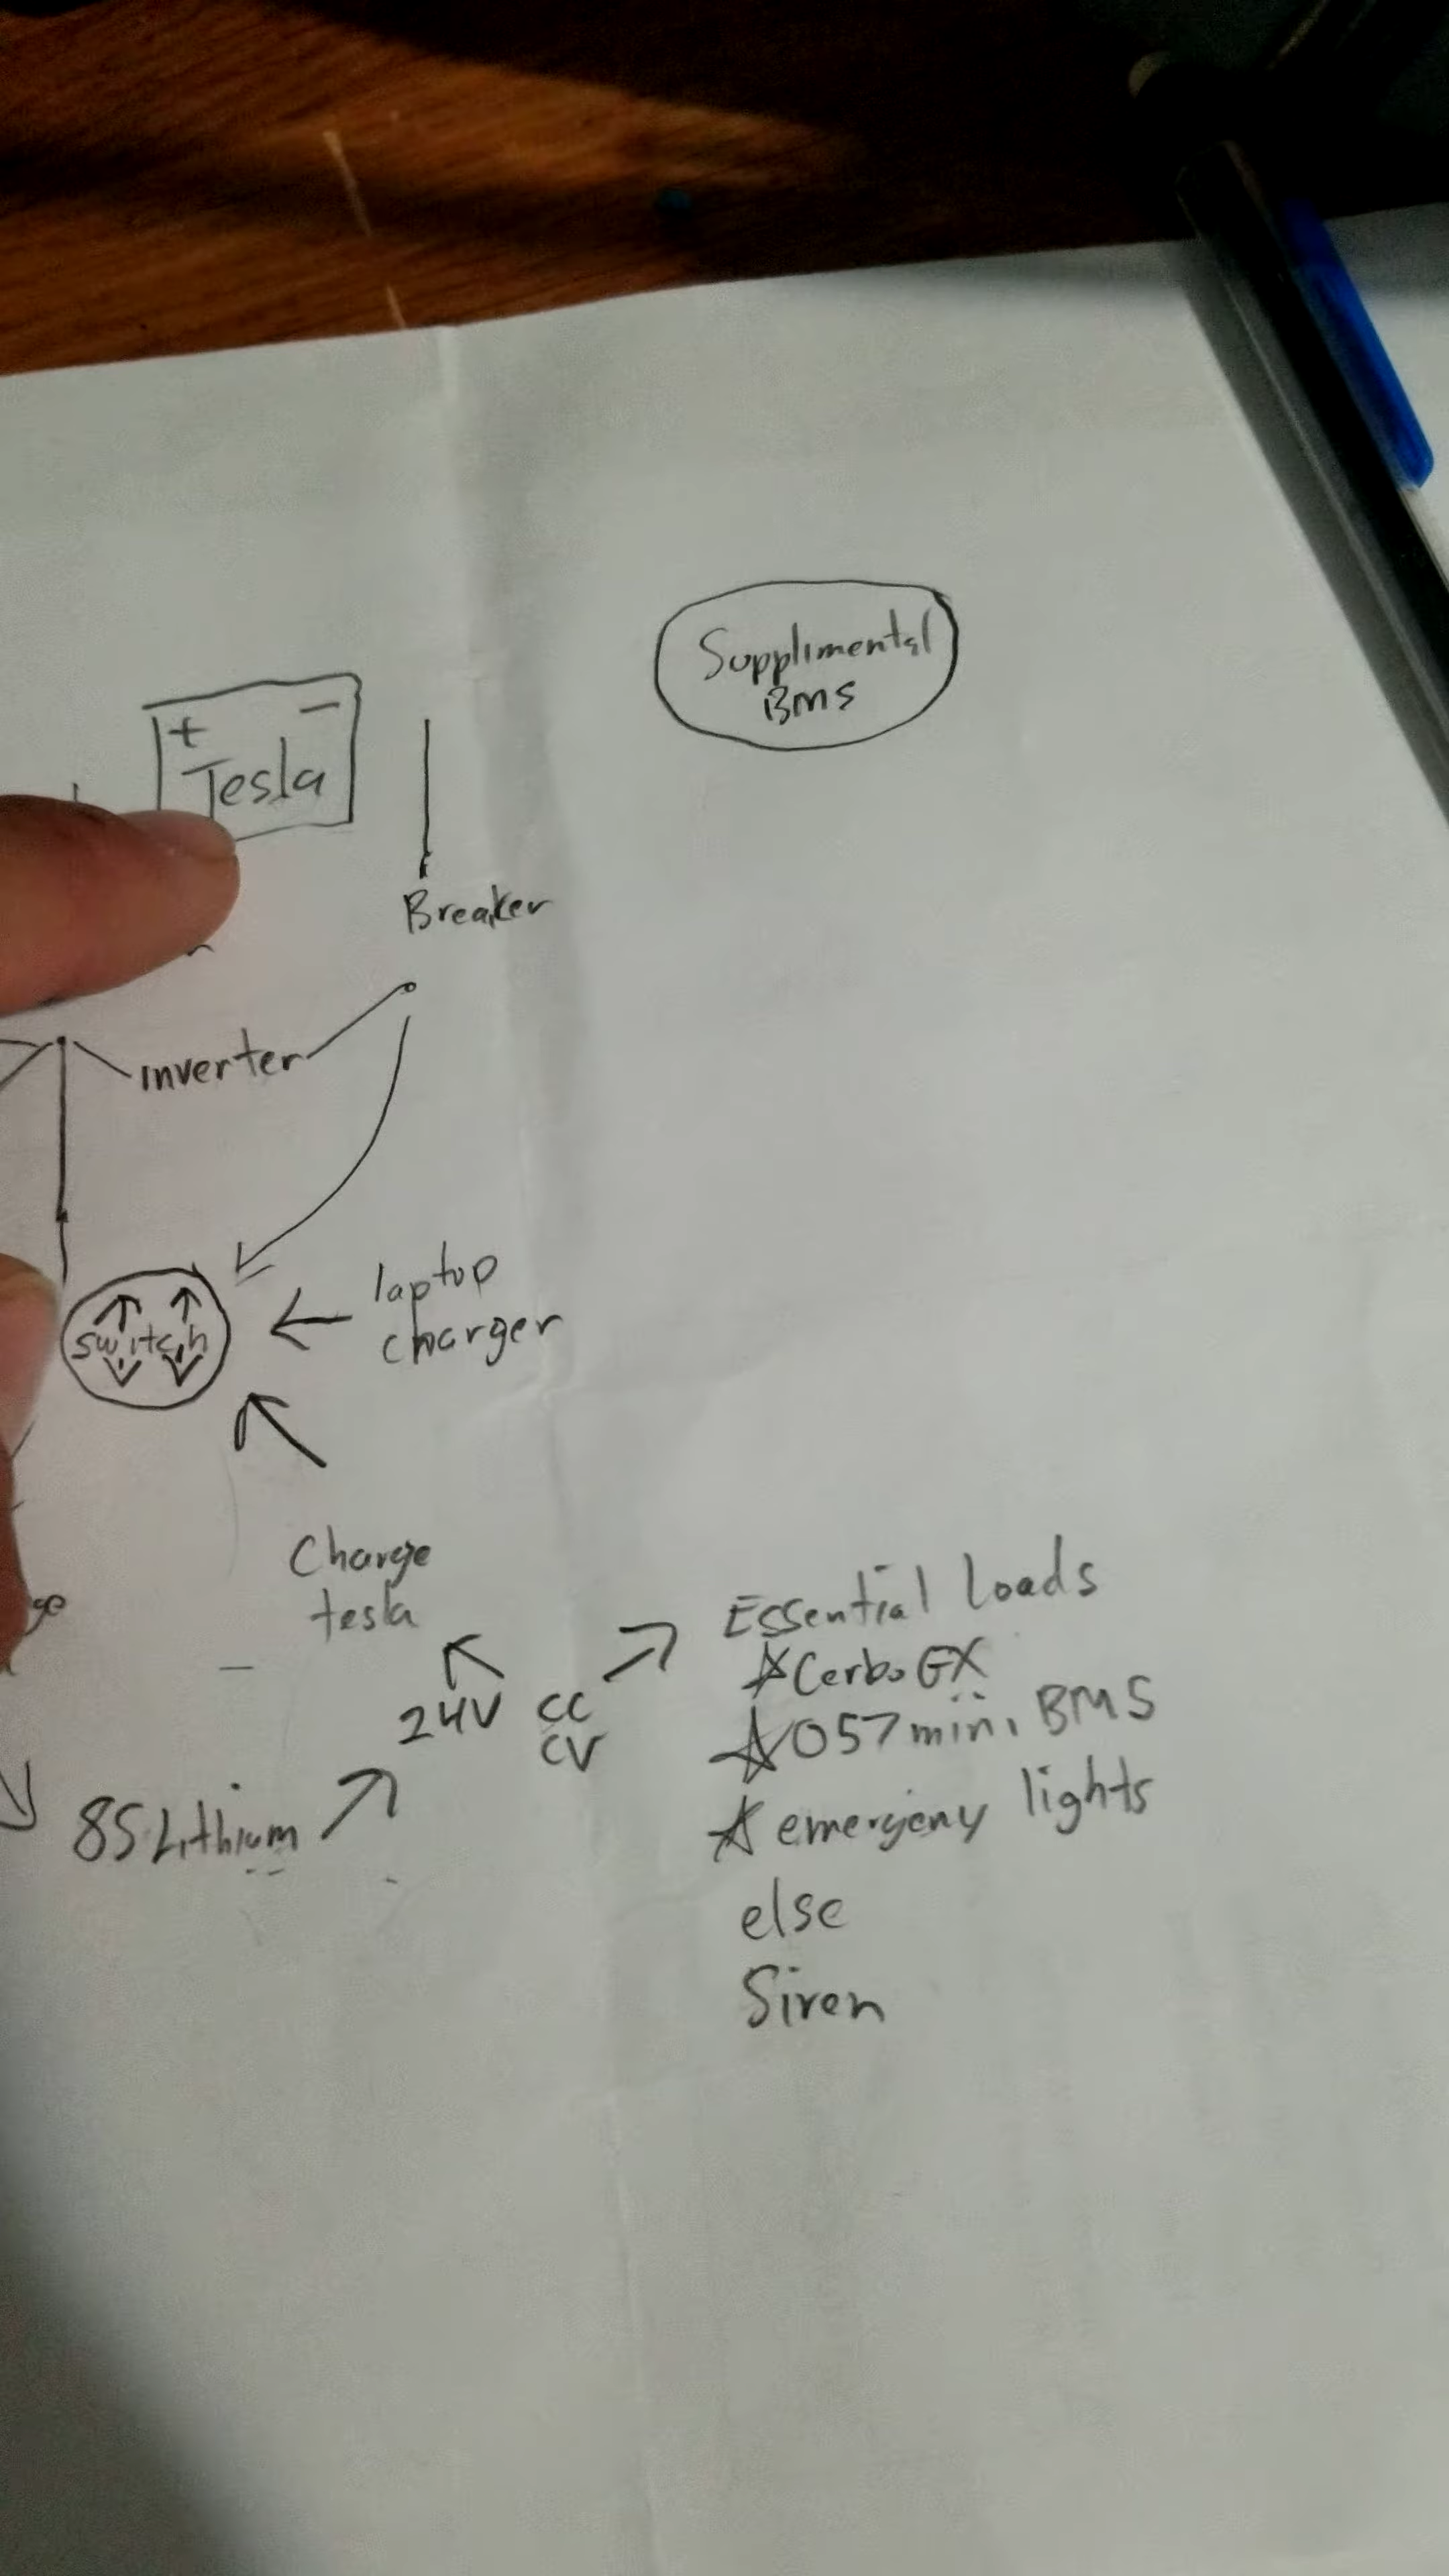 Supplimental
BMS
+ −
Tesla
Breaker
inverter
laptop
charger
switch
Charge
tesla
Essential Loads
Cerbo GX
24V CC
CV
057 mini BMS
8S Lithium
emergeny lights
else
Siren